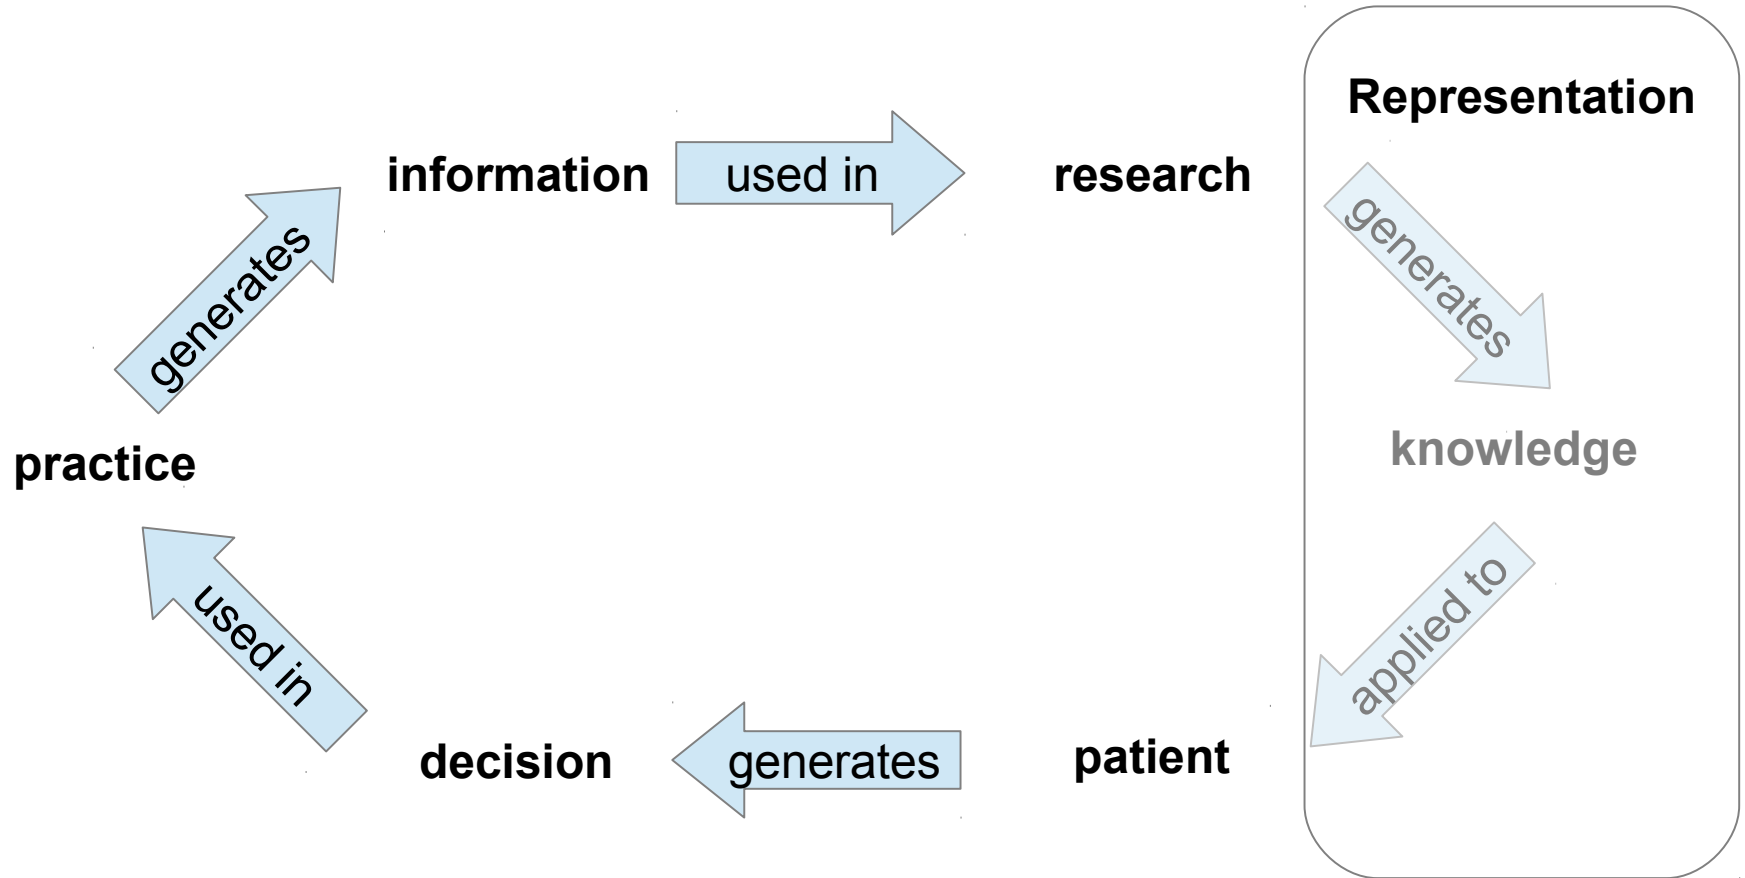 Representation
information
used in
research
generates
generates
practice
knowledge
used in
applied to
decision
generates
patient